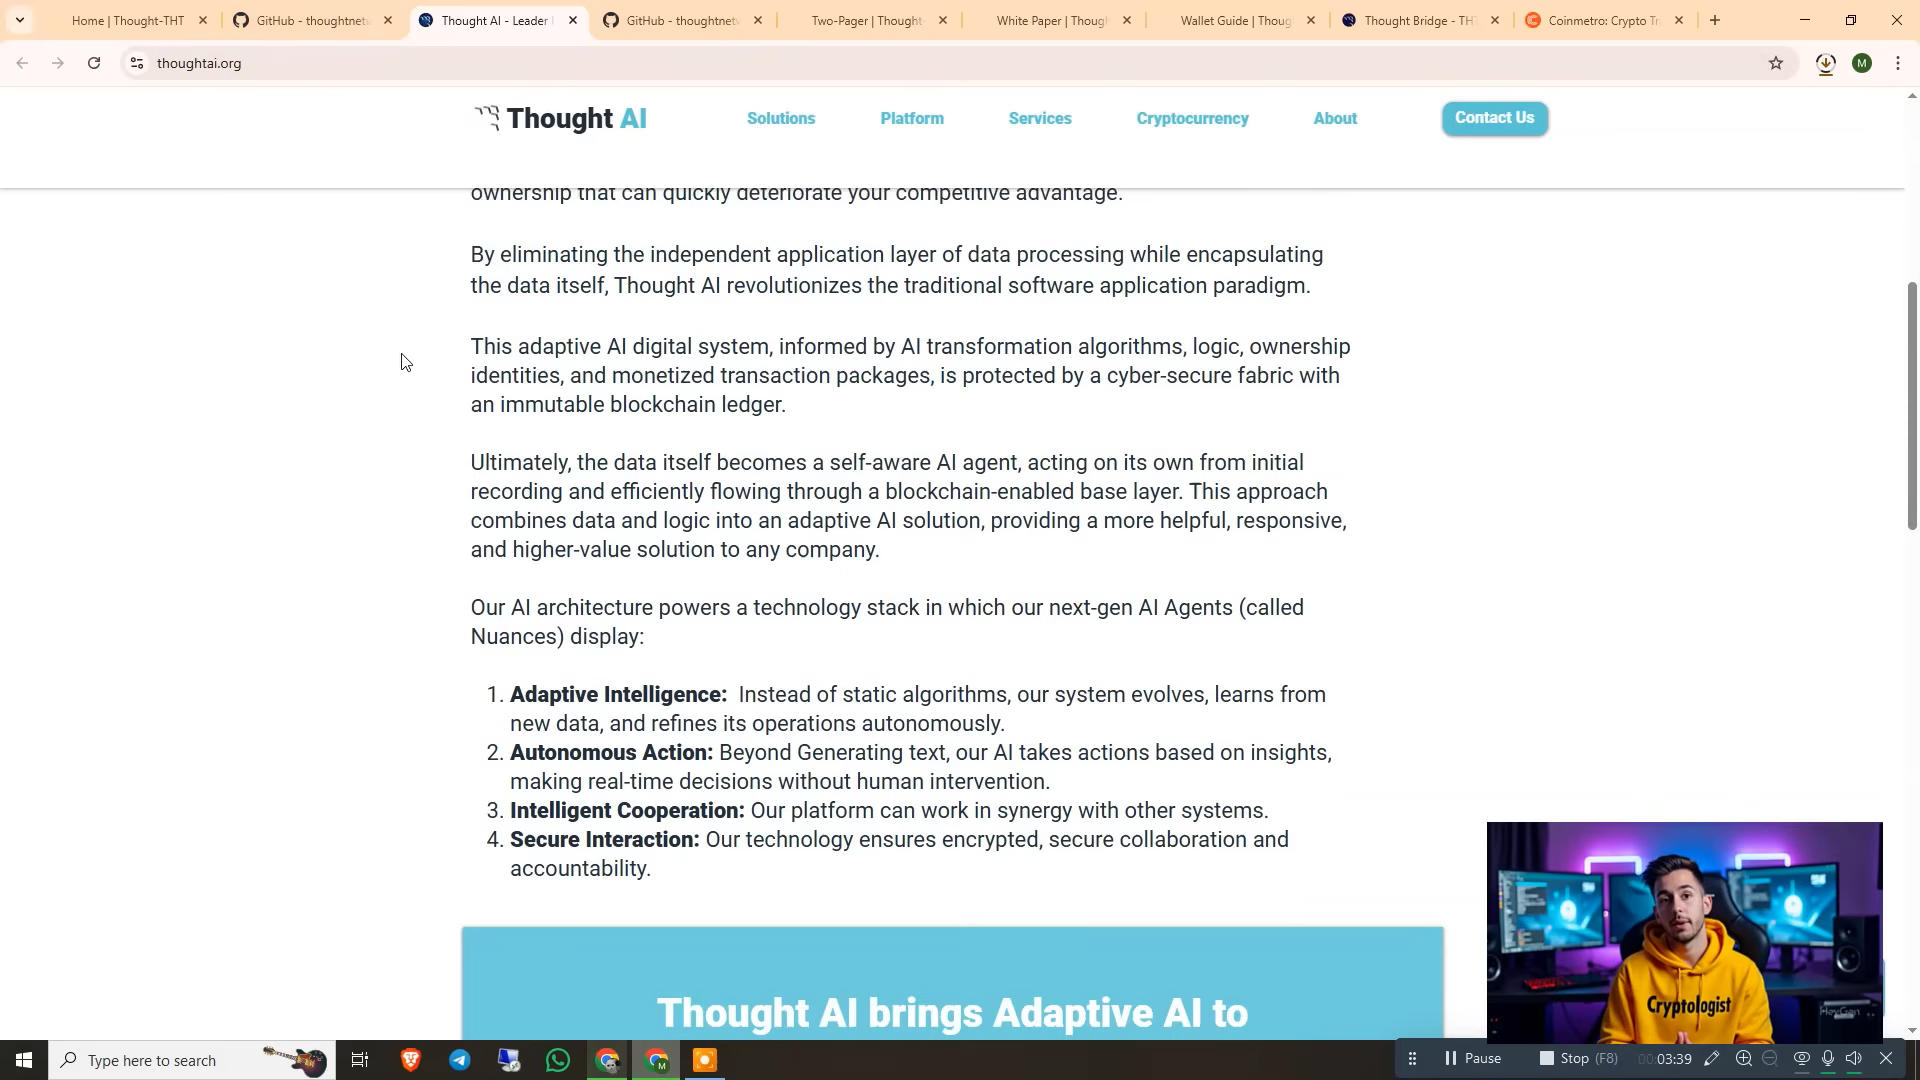 Home | Thought-THT
GitHub - thoughtnetw
Thought AI - Leader
GitHub - thoughtnetw
Two-Pager | Thought-
White Paper | Though
Wallet Guide | Thoug
Thought Bridge - TH
Coinmetro: Crypto Tr
thoughtai.org
M
Thought AI
Solutions
Platform
Services
Cryptocurrency
About
Contact Us
ownership that can quickly deteriorate your competitive advantage.
By eliminating the independent application layer of data processing while encapsulating
the data itself, Thought AI revolutionizes the traditional software application paradigm.
This adaptive AI digital system, informed by AI transformation algorithms, logic, ownership
identities, and monetized transaction packages, is protected by a cyber-secure fabric with
an immutable blockchain ledger.
Ultimately, the data itself becomes a self-aware AI agent, acting on its own from initial
recording and efficiently flowing through a blockchain-enabled base layer. This approach
combines data and logic into an adaptive AI solution, providing a more helpful, responsive,
and higher-value solution to any company.
Our AI architecture powers a technology stack in which our next-gen AI Agents (called
Nuances) display:
1. Adaptive Intelligence: Instead of static algorithms, our system evolves, learns from
new data, and refines its operations autonomously.
2. Autonomous Action: Beyond Generating text, our AI takes actions based on insights,
making real-time decisions without human intervention.
3. Intelligent Cooperation: Our platform can work in synergy with other systems.
4. Secure Interaction: Our technology ensures encrypted, secure collaboration and
accountability.
Thought AI brings Adaptive AI to
Cryptologist
HeyGen
Type here to search
M
Pause
Stop (F8)
00:03:39